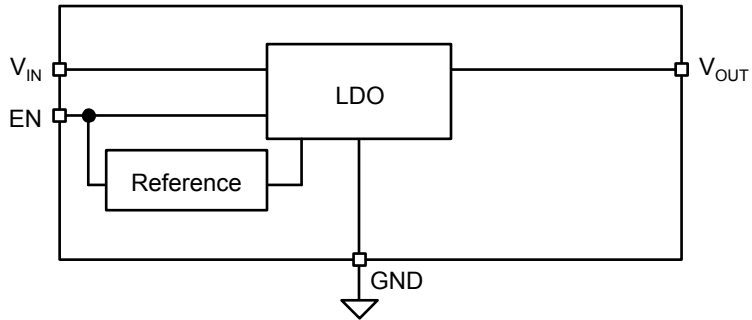 V_IN
LDO
V_OUT
EN
Reference
GND